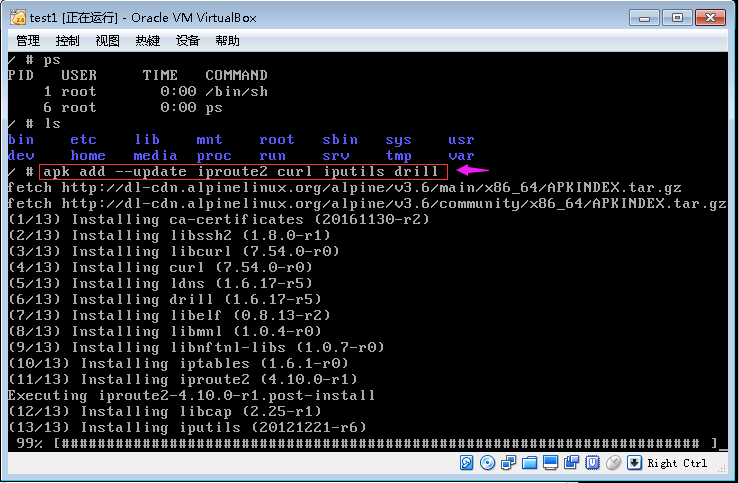 test1 [正在运行] - Oracle VM VirtualBox
管理 控制 视图 热键 设备 帮助
/ # ps
PID USER TIME COMMAND
1 root 0:00 /bin/sh
6 root 0:00 ps
/ # ls
bin etc lib mnt root sbin sys usr
dev home media proc run srv tmp var
/ # apk add --update iproute2 curl iputils drill
fetch http://dl-cdn.alpinelinux.org/alpine/v3.6/main/x86_64/APKINDEX.tar.gz
fetch http://dl-cdn.alpinelinux.org/alpine/v3.6/community/x86_64/APKINDEX.tar.gz
(1/13) Installing ca-certificates (20161130-r2)
(2/13) Installing libssh2 (1.8.0-r1)
(3/13) Installing libcurl (7.54.0-r0)
(4/13) Installing curl (7.54.0-r0)
(5/13) Installing ldns (1.6.17-r5)
(6/13) Installing drill (1.6.17-r5)
(7/13) Installing libelf (0.8.13-r2)
(8/13) Installing libmnl (1.0.4-r0)
(9/13) Installing libnftnl-libs (1.0.7-r0)
(10/13) Installing iptables (1.6.1-r0)
(11/13) Installing iproute2 (4.10.0-r1)
Executing iproute2-4.10.0-r1.post-install
(12/13) Installing libcap (2.25-r1)
(13/13) Installing iputils (20121221-r6)
99% [####################################################################### ]_
Right Ctrl